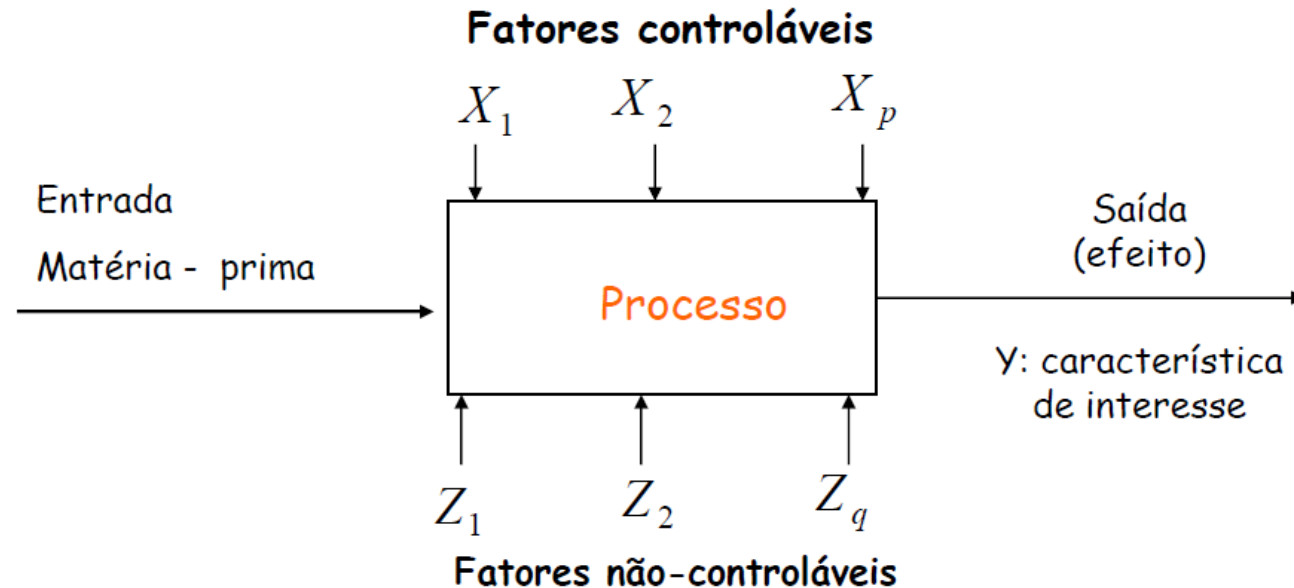 Fatores controláveis
X₁ X₂ Xₚ
Entrada
Matéria - prima
Processo
Saída
(efeito)
Y: característica
de interesse
Z₁ Z₂ Z_q
Fatores não-controláveis